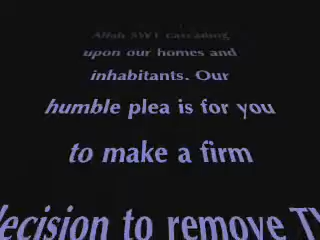 Allah SWT cascading
upon our homes and
inhabitants. Our
humble plea is for you
to make a firm
decision to remove TV